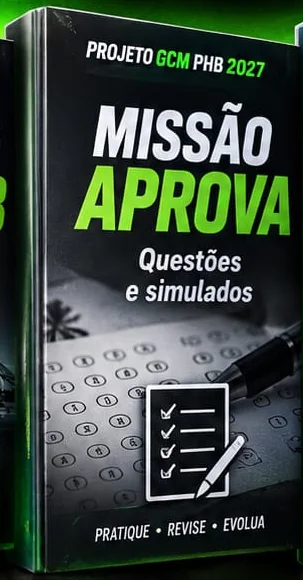 PROJETO GCM PHB 2027
MISSÃO
APROVA
Questões
e simulados
PRATIQUE • REVISE • EVOLUA